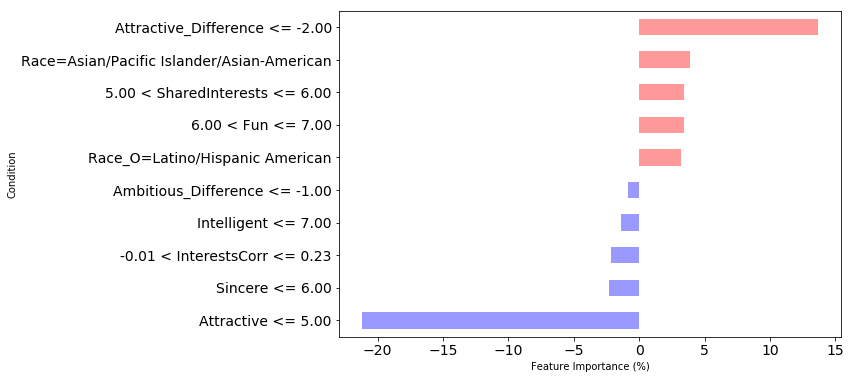 Attractive_Difference <= -2.00
Race=Asian/Pacific Islander/Asian-American
5.00 < SharedInterests <= 6.00
6.00 < Fun <= 7.00
Race_O=Latino/Hispanic American
Ambitious_Difference <= -1.00
Intelligent <= 7.00
-0.01 < InterestsCorr <= 0.23
Sincere <= 6.00
Attractive <= 5.00
Condition
−20 −15 −10 −5 0 5 10 15
Feature Importance (%)